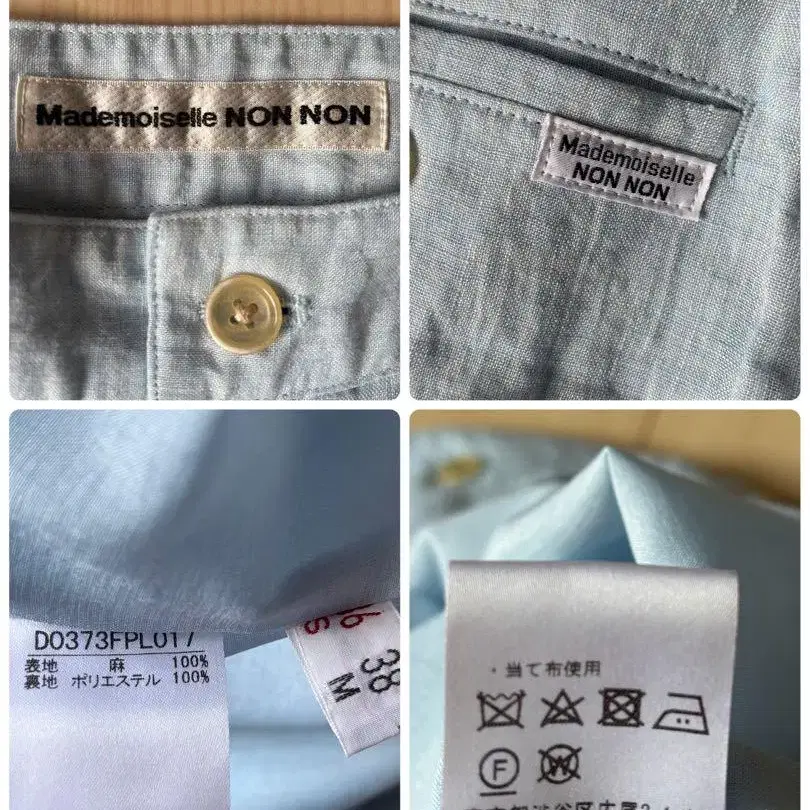 Mademoiselle NON NON
Mademoiselle
NON NON
D0373FPL017
表地 麻 100%
裏地 ポリエステル 100%
38
M
・当て布使用
F
W